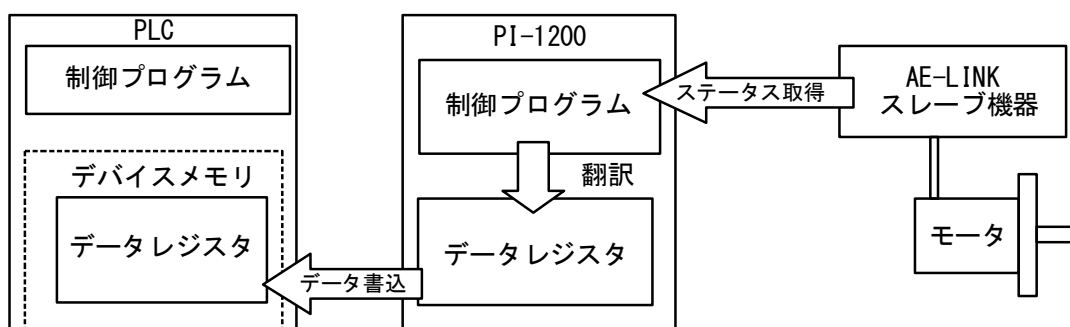 PLC
制御プログラム
デバイスメモリ
データレジスタ
データ書込
PI-1200
制御プログラム
翻訳
データレジスタ
ステータス取得
AE-LINK
スレーブ機器
モータ